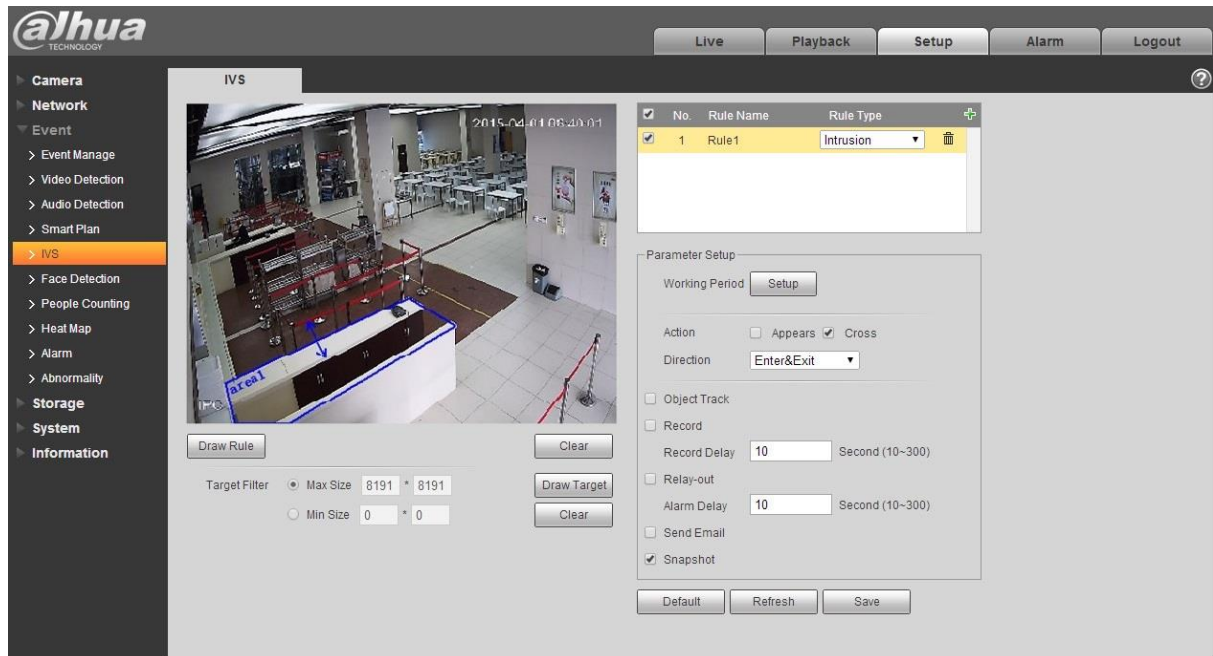 alhua
TECHNOLOGY
Live Playback Setup Alarm Logout
Camera
Network
Event
Event Manage
Video Detection
Audio Detection
Smart Plan
IVS
Face Detection
People Counting
Heat Map
Alarm
Abnormality
Storage
System
Information
IVS
?
2015-04-01 08:40:01
area1
IPC
Draw Rule Clear
Target Filter Max Size 8191 * 8191 Draw Target
Min Size 0 * 0 Clear
No. Rule Name Rule Type
1 Rule1 Intrusion
Parameter Setup
Working Period Setup
Action Appears Cross
Direction Enter&Exit
Object Track
Record
Record Delay 10 Second (10~300)
Relay-out
Alarm Delay 10 Second (10~300)
Send Email
Snapshot
Default Refresh Save